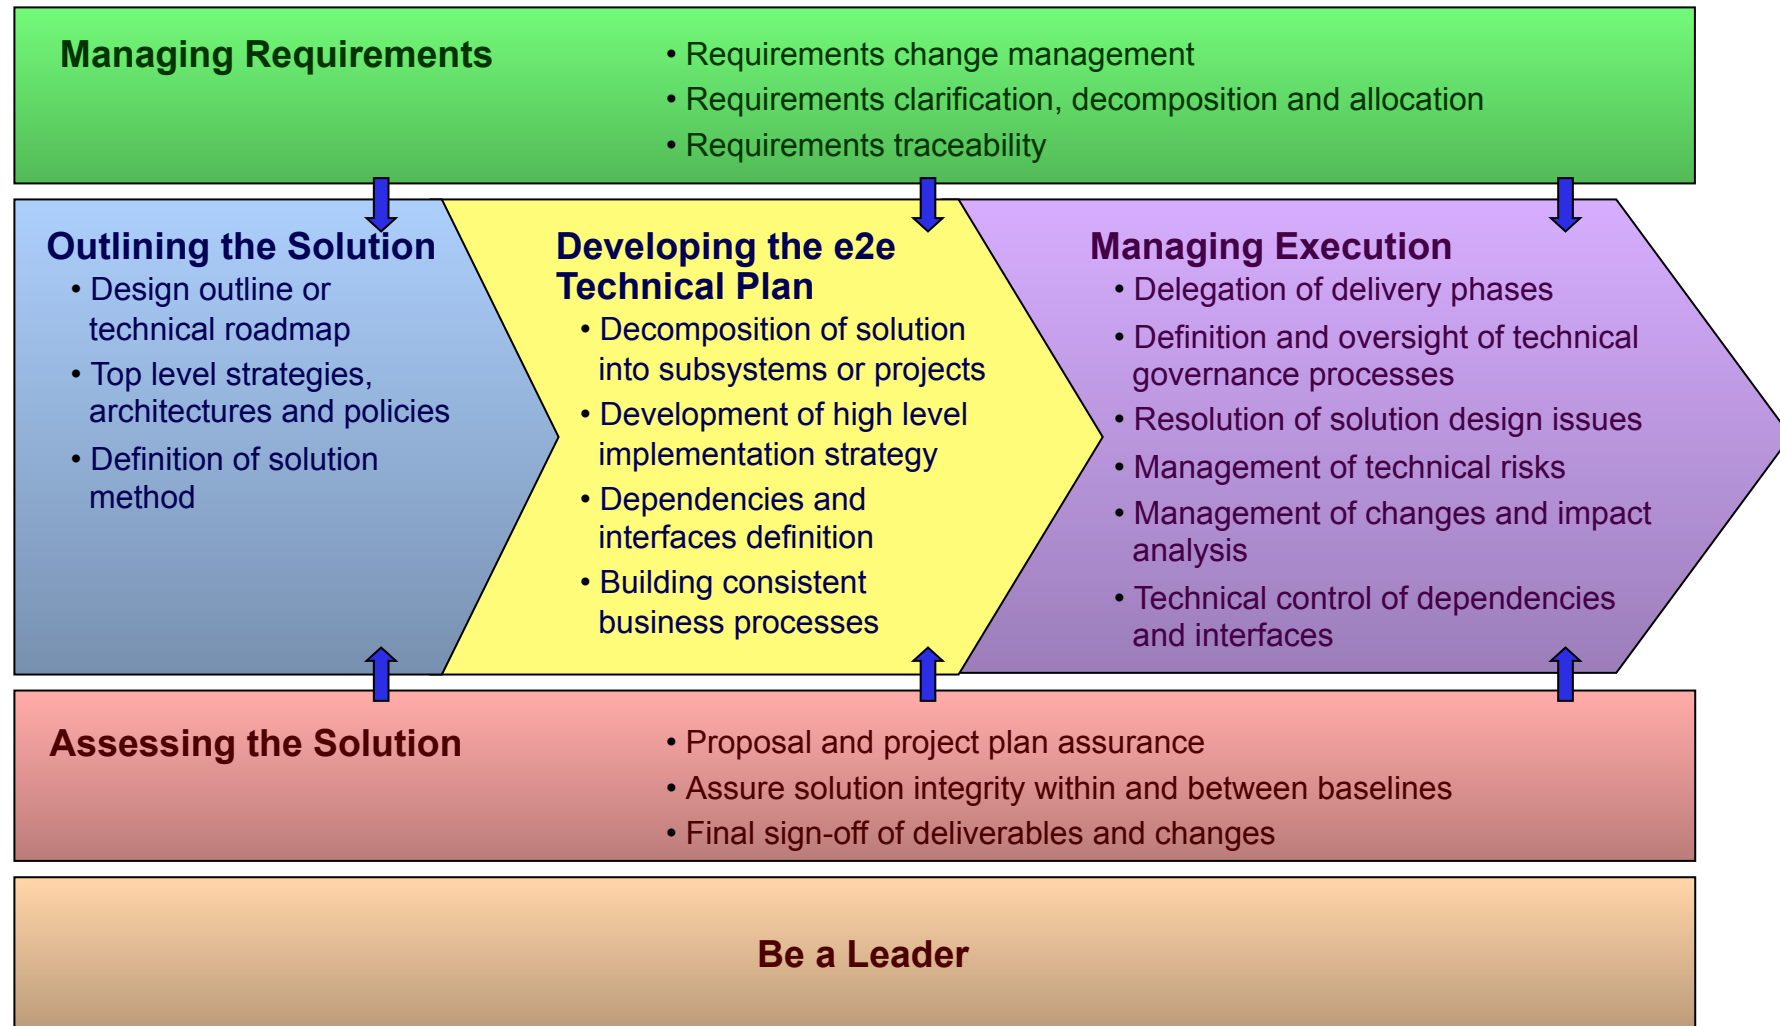 Managing Requirements
• Requirements change management
• Requirements clarification, decomposition and allocation
• Requirements traceability
Outlining the Solution
• Design outline or
technical roadmap
• Top level strategies,
architectures and policies
• Definition of solution
method
Developing the e2e
Technical Plan
• Decomposition of solution
into subsystems or projects
• Development of high level
implementation strategy
• Dependencies and
interfaces definition
• Building consistent
business processes
Managing Execution
• Delegation of delivery phases
• Definition and oversight of technical
governance processes
• Resolution of solution design issues
• Management of technical risks
• Management of changes and impact
analysis
• Technical control of dependencies
and interfaces
Assessing the Solution
• Proposal and project plan assurance
• Assure solution integrity within and between baselines
• Final sign-off of deliverables and changes
Be a Leader